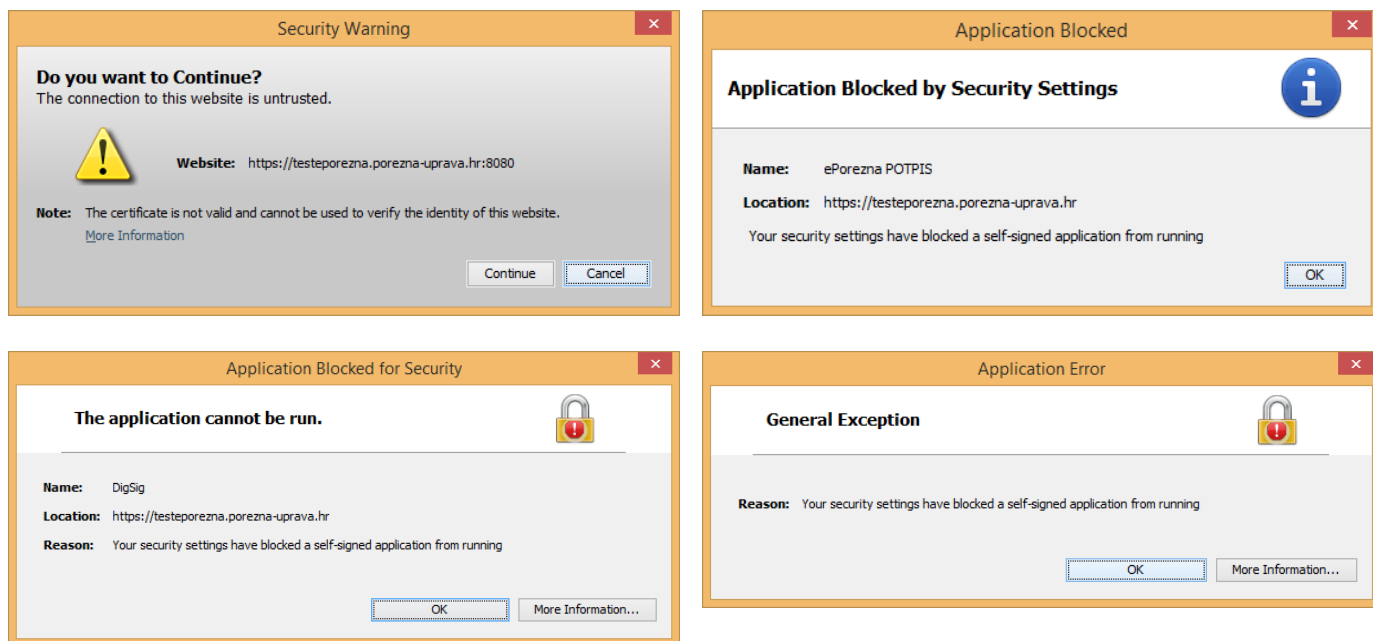 Security Warning
Do you want to Continue?
The connection to this website is untrusted.
Website: https://testeporezna.porezna-uprava.hr:8080
Note: The certificate is not valid and cannot be used to verify the identity of this website.
More Information
Continue Cancel
Application Blocked
Application Blocked by Security Settings
Name: ePorezna POTPIS
Location: https://testeporezna.porezna-uprava.hr
Your security settings have blocked a self-signed application from running
OK
Application Blocked for Security
The application cannot be run.
Name: DigSig
Location: https://testeporezna.porezna-uprava.hr
Reason: Your security settings have blocked a self-signed application from running
OK More Information...
Application Error
General Exception
Reason: Your security settings have blocked a self-signed application from running
OK More Information...